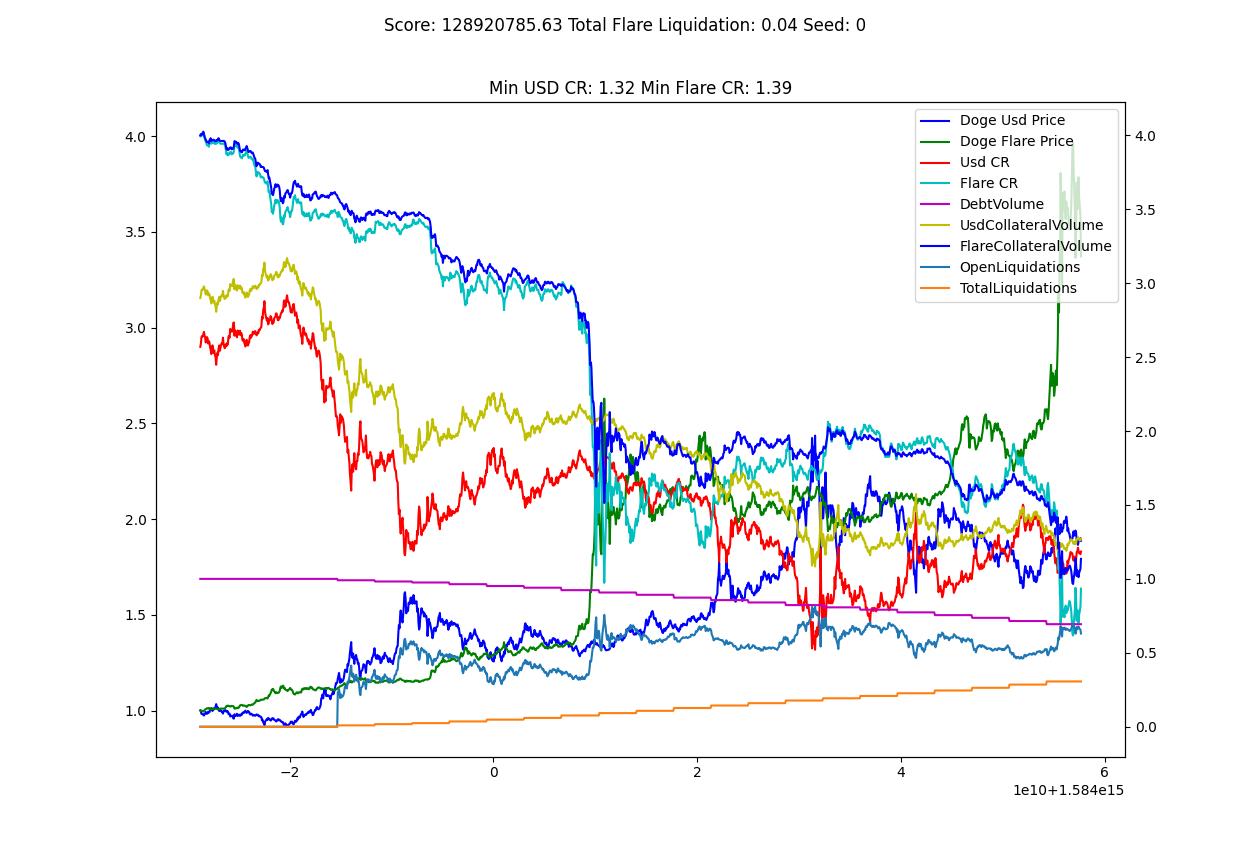 Score: 128920785.63 Total Flare Liquidation: 0.04 Seed: 0
Min USD CR: 1.32 Min Flare CR: 1.39
Doge Usd Price
Doge Flare Price
Usd CR
Flare CR
DebtVolume
UsdCollateralVolume
FlareCollateralVolume
OpenLiquidations
TotalLiquidations
4.0
3.5
3.0
2.5
2.0
1.5
1.0
4.0
3.5
3.0
2.5
2.0
1.5
1.0
0.5
0.0
−2 0 2 4 6
1e10+1.584e15